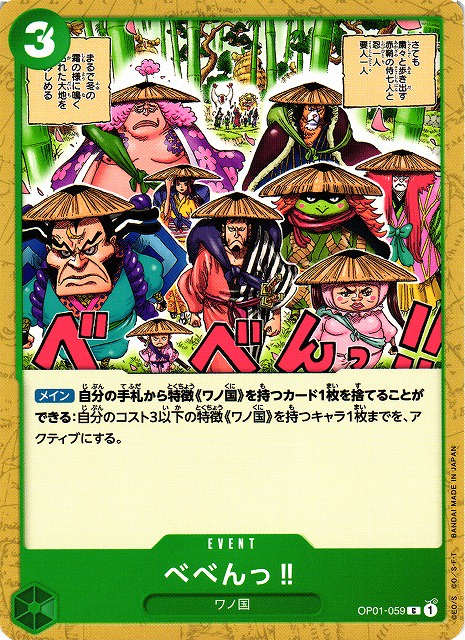 3
さても
粛々と歩き出す
赤鞘の侍七人と
忍一人
要人一人
まるで冬の
霜の様に嘆く
れた大地を
しめる
べべんっ!!
メイン 自分の手札から特徴《ワノ国》を持つカード1枚を捨てることが
できる:自分のコスト3以下の特徴《ワノ国》を持つキャラ1枚までを、ア
クティブにする。
EVENT
べべんっ!!
ワノ国
OP01-059 C 1
©E.O/S. ©O/S・F・T BANDAI MADE IN JAPAN